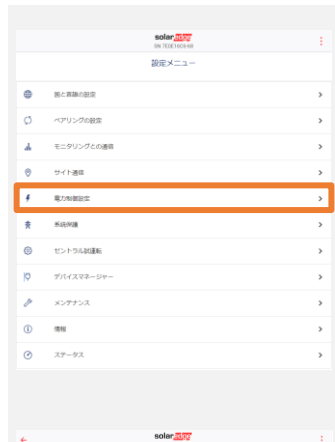 solaredge
設定メニュー
国と言語の設定
ペアリングの設定
モニタリングとの通信
サイト通信
電力制御設定
系統保護
セントラル試運転
デバイスマネージャー
メンテナンス
情報
ステータス
solaredge